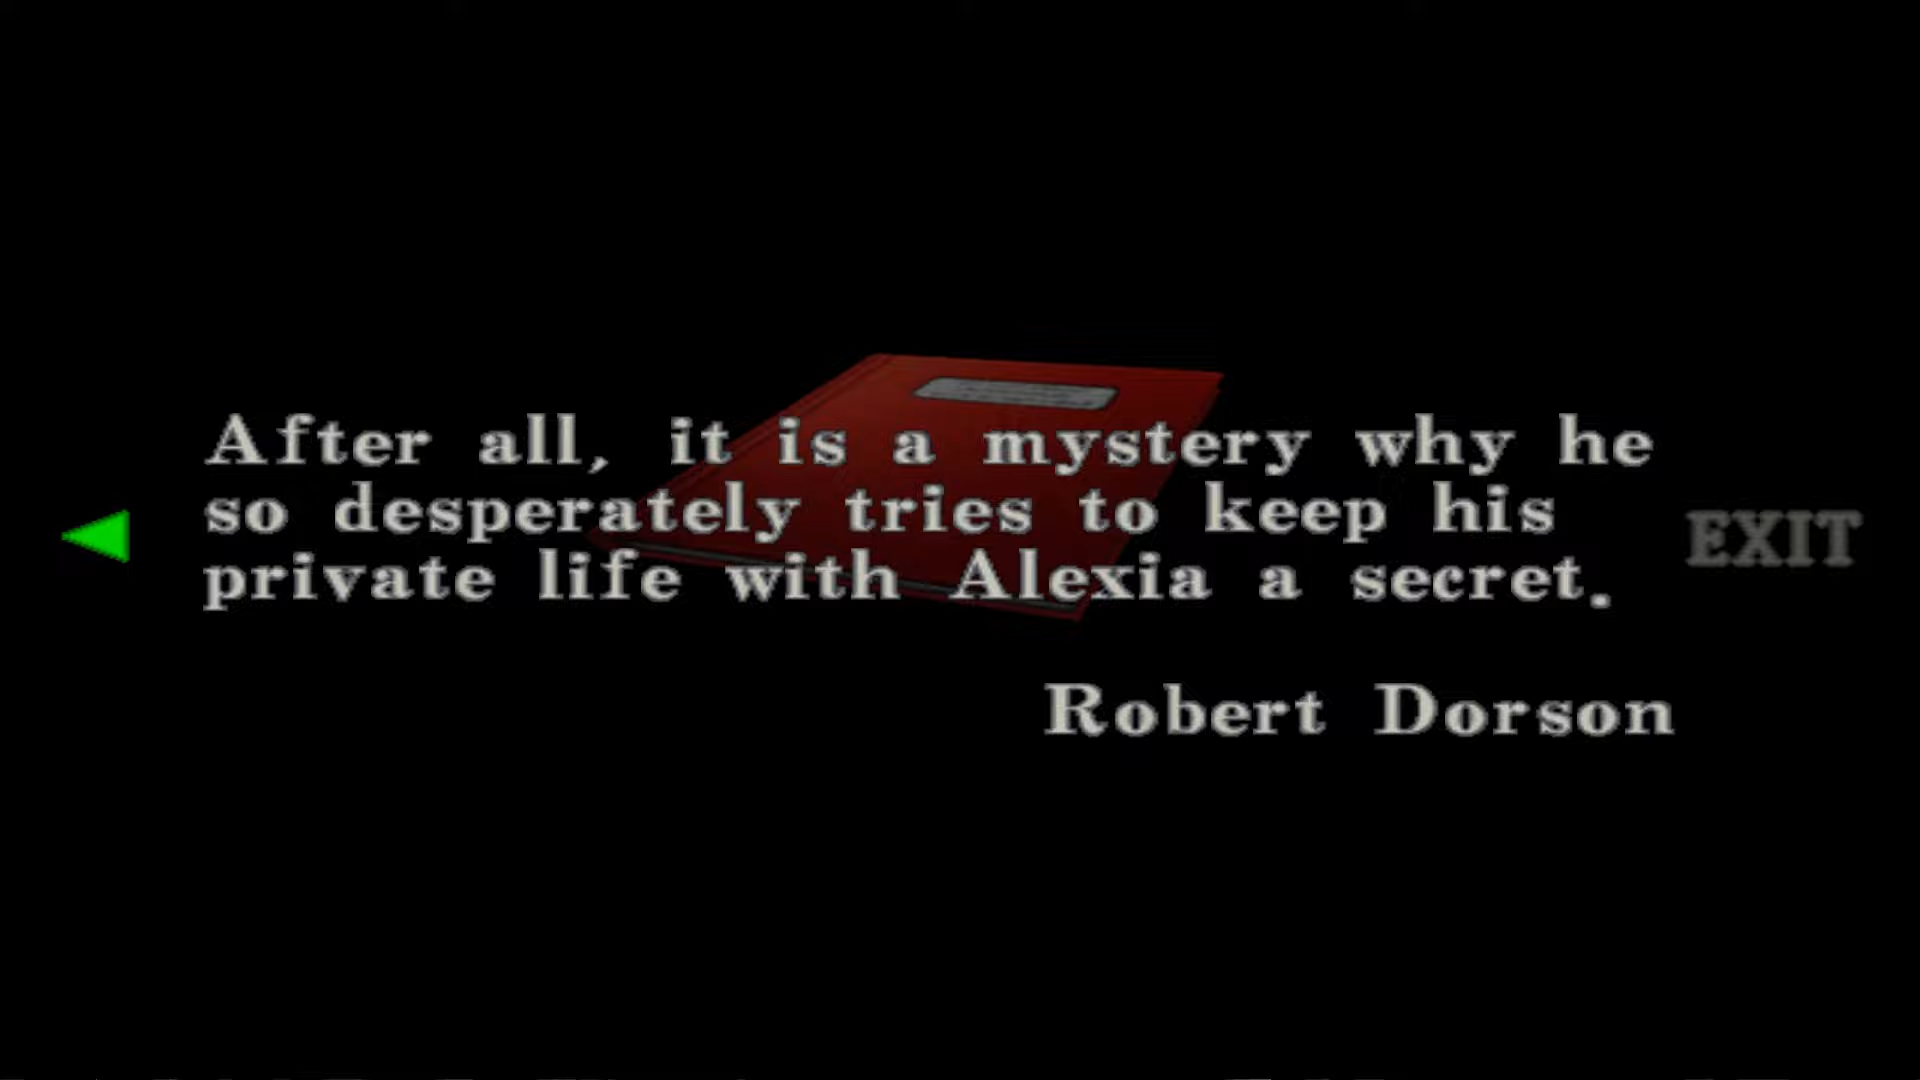 After all, it is a mystery why he
so desperately tries to keep his
private life with Alexia a secret.
EXIT
Robert Dorson